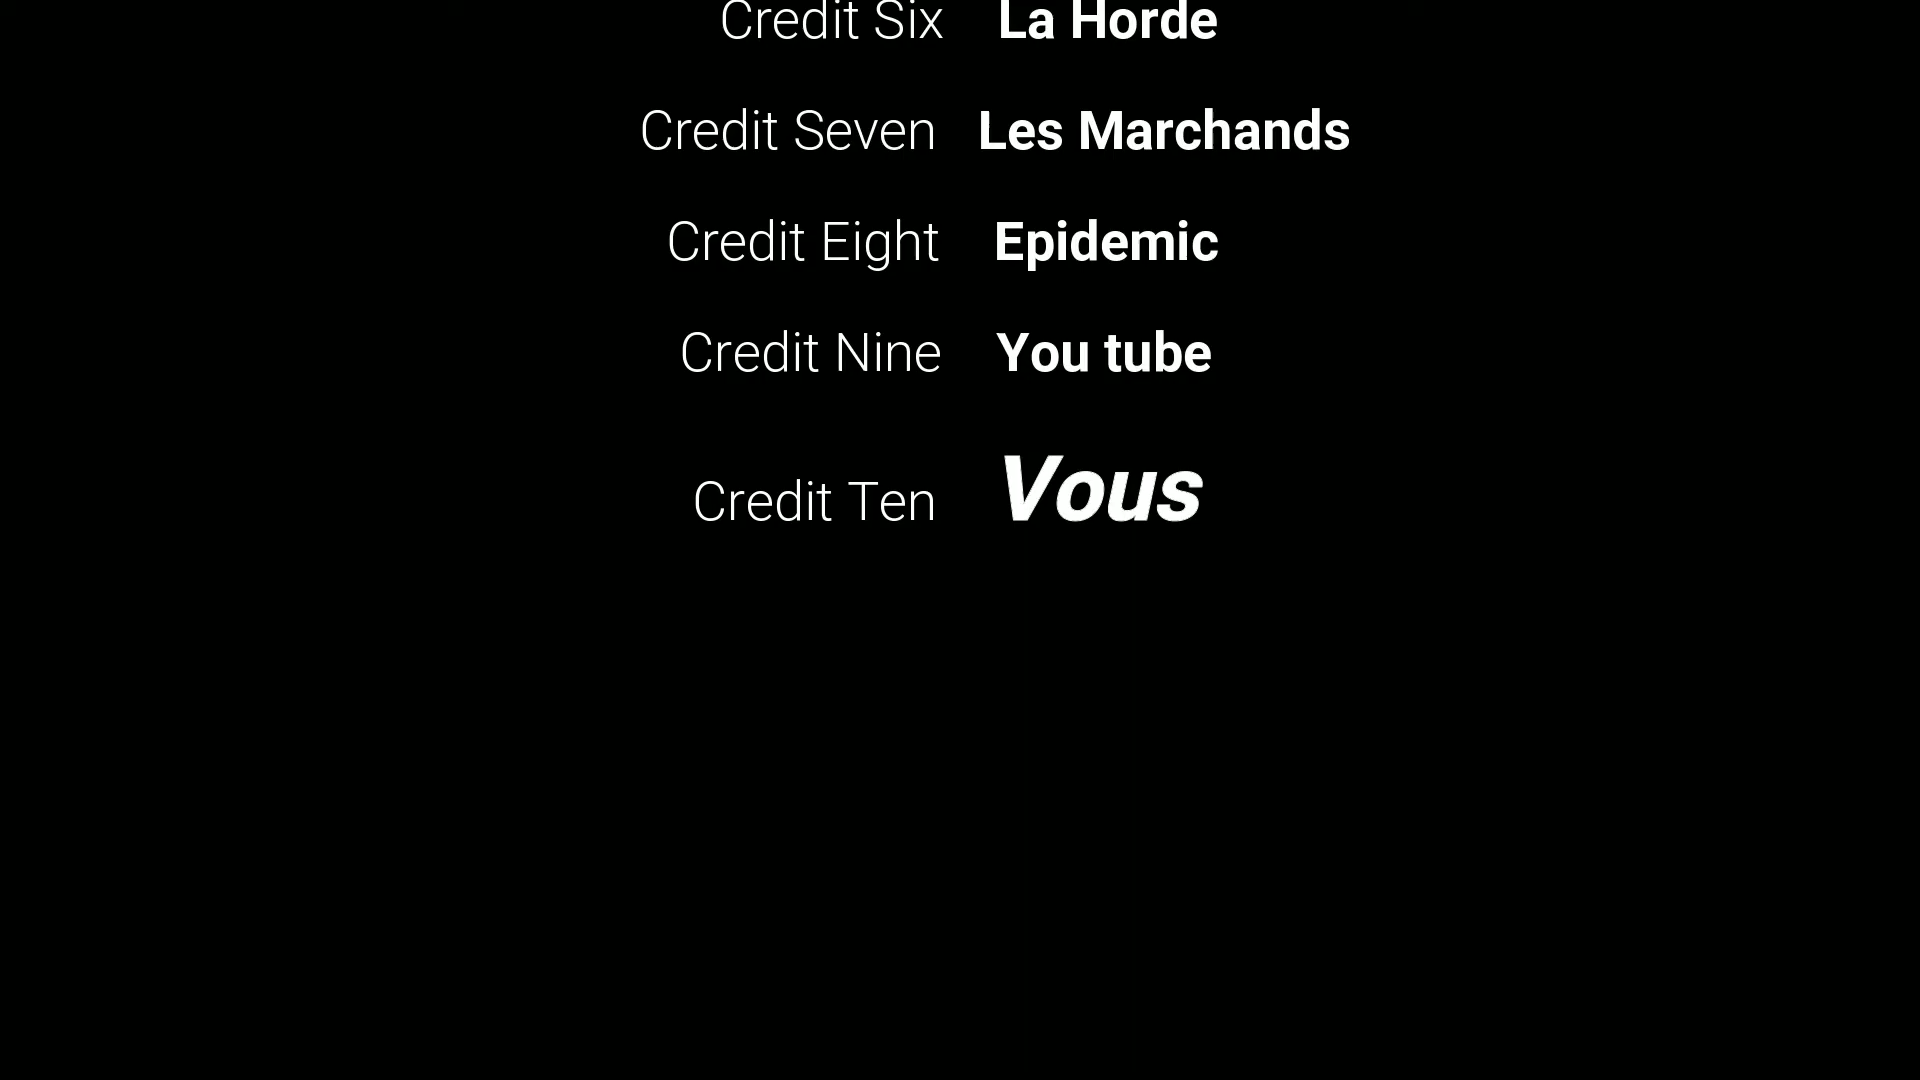 Credit Six La Horde
Credit Seven Les Marchands
Credit Eight Epidemic
Credit Nine You tube
Credit Ten Vous